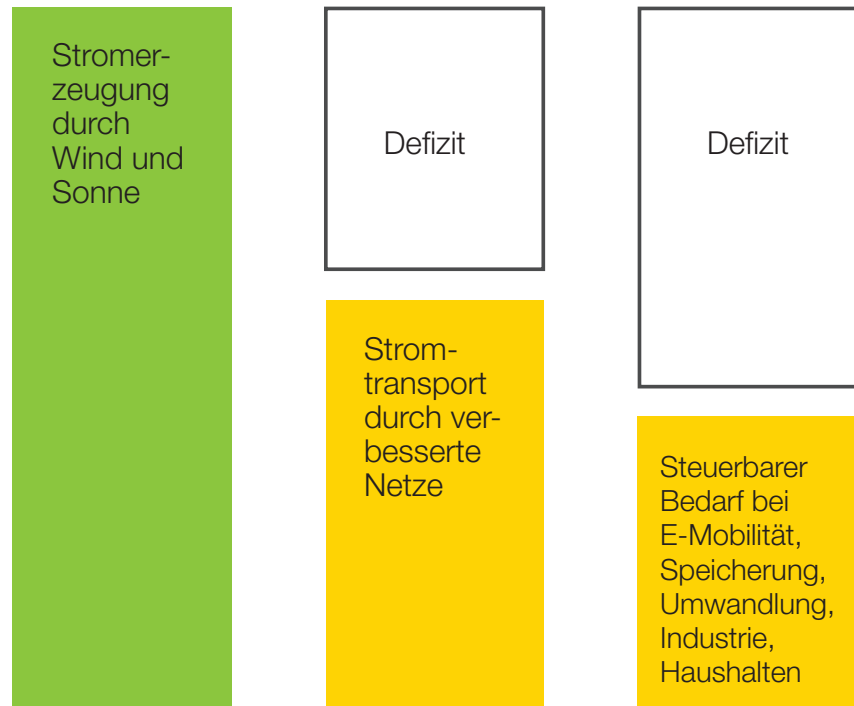 Stromer-
zeugung
durch
Wind und
Sonne
Defizit
Strom-
transport
durch ver-
besserte
Netze
Defizit
Steuerbarer
Bedarf bei
E-Mobilität,
Speicherung,
Umwandlung,
Industrie,
Haushalten